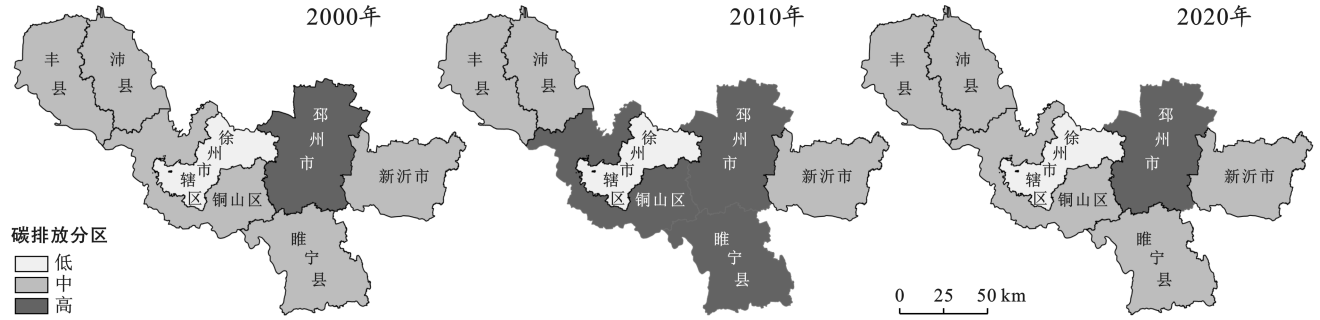 2000年
丰县
沛县
徐州市辖区
邳州市
新沂市
铜山区
睢宁县
碳排放分区
低
中
高
2010年
丰县
沛县
徐州市辖区
邳州市
新沂市
铜山区
睢宁县
2020年
丰县
沛县
徐州市辖区
邳州市
新沂市
铜山区
睢宁县
0 25 50 km